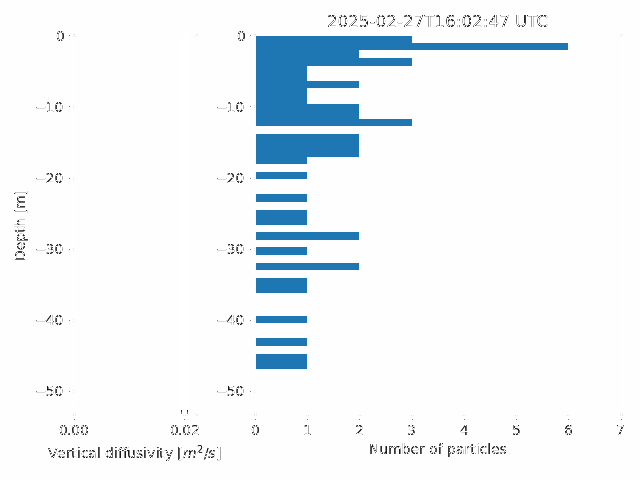 2025-02-27T16:02:47 UTC
0
−10
−20
−30
−40
−50
Depth [m]
0.00 0.02
Vertical diffusivity [m²/s]
0
−10
−20
−30
−40
−50
0 1 2 3 4 5 6 7
Number of particles